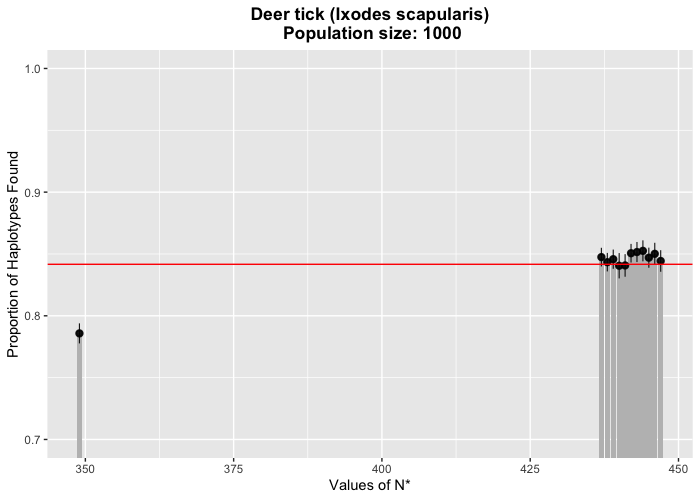 Deer tick (Ixodes scapularis)
Population size: 1000
Proportion of Haplotypes Found
1.0
0.9
0.8
0.7
350 375 400 425 450
Values of N*